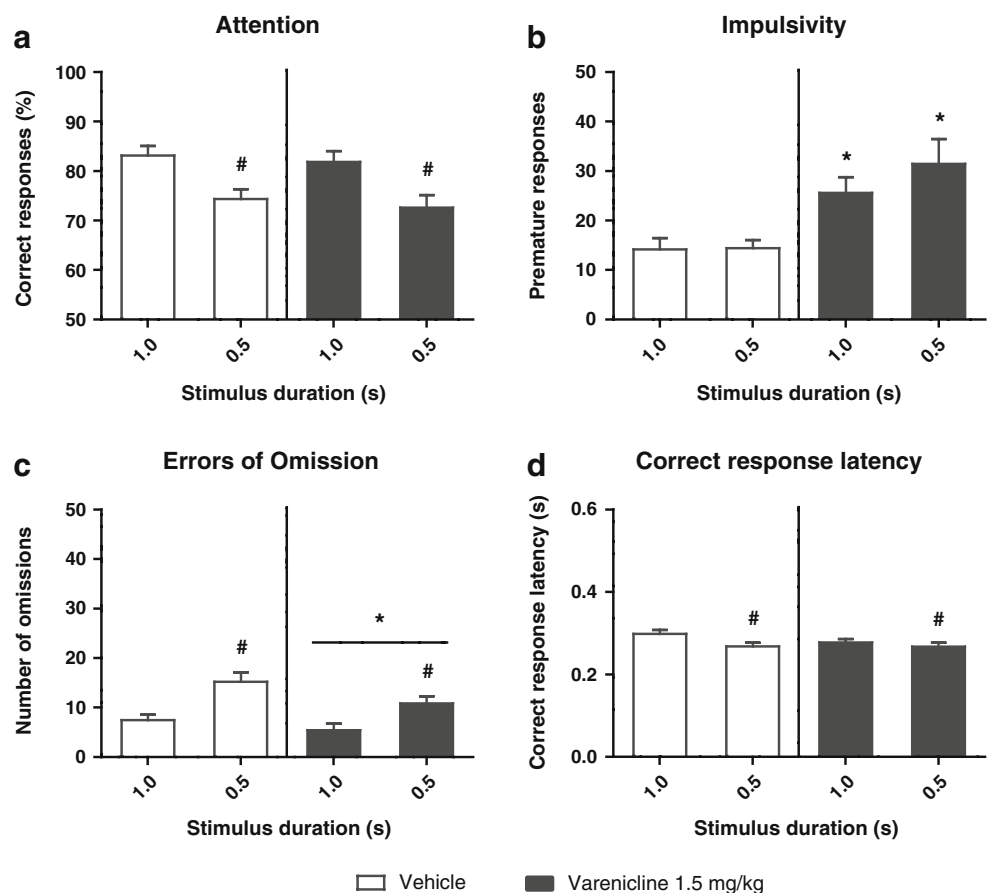 a
Attention
Correct responses (%)
100
90
80
70
60
50
#
#
1.0
0.5
1.0
0.5
Stimulus duration (s)
b
Impulsivity
Premature responses
50
40
30
20
10
0
*
*
1.0
0.5
1.0
0.5
Stimulus duration (s)
c
Errors of Omission
Number of omissions
50
40
30
20
10
0
#
*
#
1.0
0.5
1.0
0.5
Stimulus duration (s)
d
Correct response latency
Correct response latency (s)
0.6
0.4
0.2
0.0
#
#
1.0
0.5
1.0
0.5
Stimulus duration (s)
Vehicle
Varenicline 1.5 mg/kg